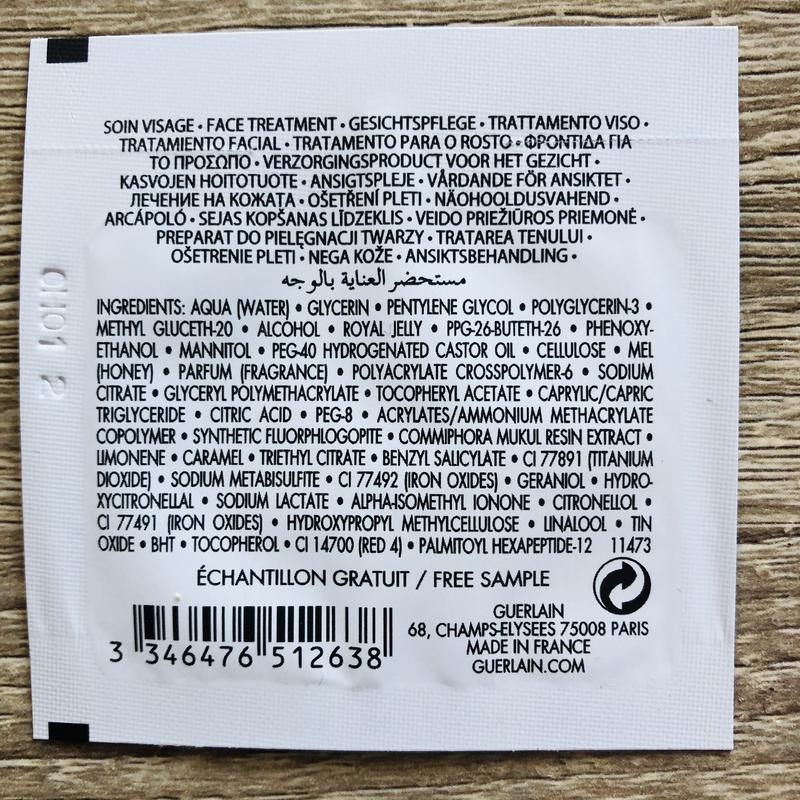 SOIN VISAGE • FACE TREATMENT • GESICHTSPFLEGE • TRATTAMENTO VISO •
TRATAMIENTO FACIAL • TRATAMENTO PARA O ROSTO • ΦΡΟΝΤΙΔΑ ΓΙΑ
ΤΟ ΠΡΟΣΩΠΟ • VERZORGINGSPRODUCT VOOR HET GEZICHT •
KASVOJEN HOITOTUOTE • ANSIGTSPLEJE • VÅRDANDE FÖR ANSIKTET •
ЛЕЧЕНИЕ НА КОЖАТА • OŠETŘENÍ PLETI • NÄOHOOLDUSVAHEND •
ARCÁPOLÓ • SEJAS KOPŠANAS LĪDZEKLIS • VEIDO PRIEŽIŪROS PRIEMONĖ •
PREPARAT DO PIELĘGNACJI TWARZY • TRATAREA TENULUI •
OŠETRENIE PLETI • NEGA KOŽE • ANSIKTSBEHANDLING •
مستحضر العناية بالوجه
INGREDIENTS: AQUA (WATER) • GLYCERIN • PENTYLENE GLYCOL • POLYGLYCERIN-3 •
METHYL GLUCETH-20 • ALCOHOL • ROYAL JELLY • PPG-26-BUTETH-26 • PHENOXY-
ETHANOL • MANNITOL • PEG-40 HYDROGENATED CASTOR OIL • CELLULOSE • MEL
(HONEY) • PARFUM (FRAGRANCE) • POLYACRYLATE CROSSPOLYMER-6 • SODIUM
CITRATE • GLYCERYL POLYMETHACRYLATE • TOCOPHERYL ACETATE • CAPRYLIC/CAPRIC
TRIGLYCERIDE • CITRIC ACID • PEG-8 • ACRYLATES/AMMONIUM METHACRYLATE
COPOLYMER • SYNTHETIC FLUORPHLOGOPITE • COMMIPHORA MUKUL RESIN EXTRACT •
LIMONENE • CARAMEL • TRIETHYL CITRATE • BENZYL SALICYLATE • CI 77891 (TITANIUM
DIOXIDE) • SODIUM METABISULFITE • CI 77492 (IRON OXIDES) • GERANIOL • HYDRO-
XYCITRONELLAL • SODIUM LACTATE • ALPHA-ISOMETHYL IONONE • CITRONELLOL •
CI 77491 (IRON OXIDES) • HYDROXYPROPYL METHYLCELLULOSE • LINALOOL • TIN
OXIDE • BHT • TOCOPHEROL • CI 14700 (RED 4) • PALMITOYL HEXAPEPTIDE-12 11473
ÉCHANTILLON GRATUIT / FREE SAMPLE
GUERLAIN
68, CHAMPS-ELYSEES 75008 PARIS
MADE IN FRANCE
GUERLAIN.COM
3 346476 512638